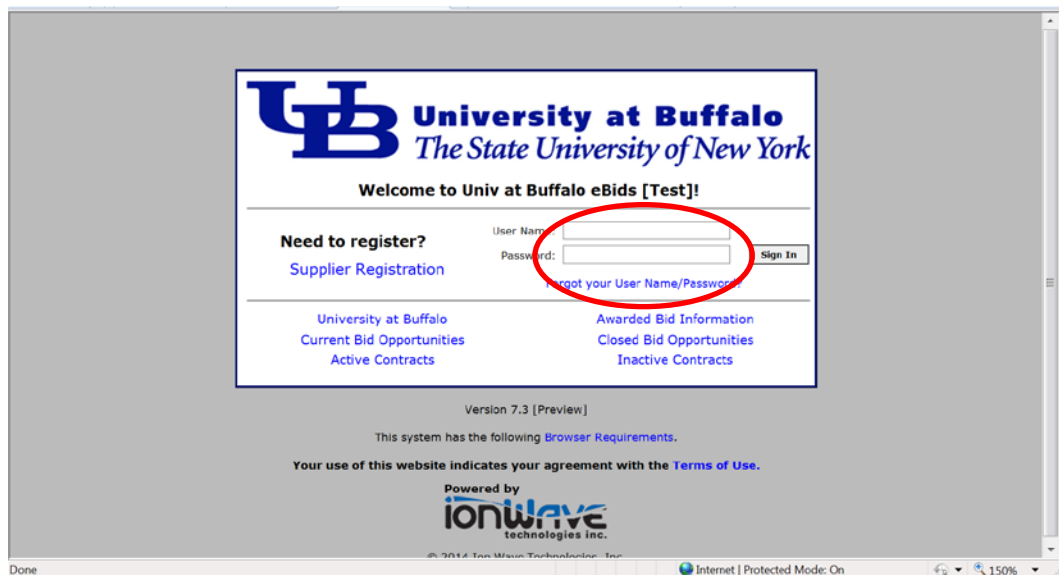 UB University at Buffalo
The State University of New York
Welcome to Univ at Buffalo eBids [Test]!
Need to register?
Supplier Registration
User Name:
Password:
Sign In
Forgot your User Name/Password?
University at Buffalo
Current Bid Opportunities
Active Contracts
Awarded Bid Information
Closed Bid Opportunities
Inactive Contracts
Version 7.3 [Preview]
This system has the following Browser Requirements.
Your use of this website indicates your agreement with the Terms of Use.
Powered by
ionWave
technologies inc.
© 2014 Ion Wave Technologies, Inc.
Done
Internet | Protected Mode: On
150%